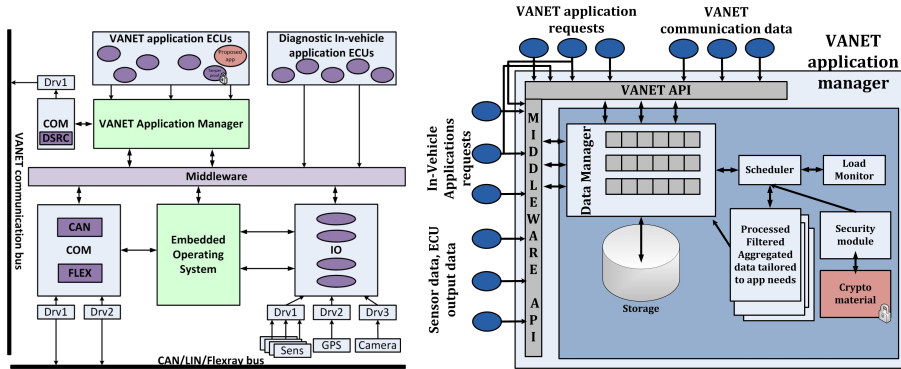 VANET application ECUs
Proposed
app
Diagnostic In-vehicle
application ECUs
Drv1
COM
DSRC
VANET Application Manager
VANET communication bus
Middleware
CAN
COM
FLEX
Embedded
Operating
System
IO
Drv1
Drv2
Drv1
Drv2
Drv3
Sens
GPS
Camera
CAN/LIN/Flexray bus
VANET application
requests
VANET
communication data
VANET
application
manager
VANET API
In-Vehicle
Applications
requests
Sensor data, ECU
output data
MIDDLEWARE API
Data Manager
Storage
Scheduler
Load
Monitor
Processed
Filtered
Aggregated
data tailored
to app needs
Security
module
Crypto
material